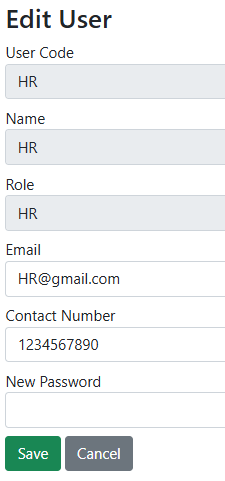 Edit User
User Code
HR
Name
HR
Role
HR
Email
HR@gmail.com
Contact Number
1234567890
New Password
Save Cancel